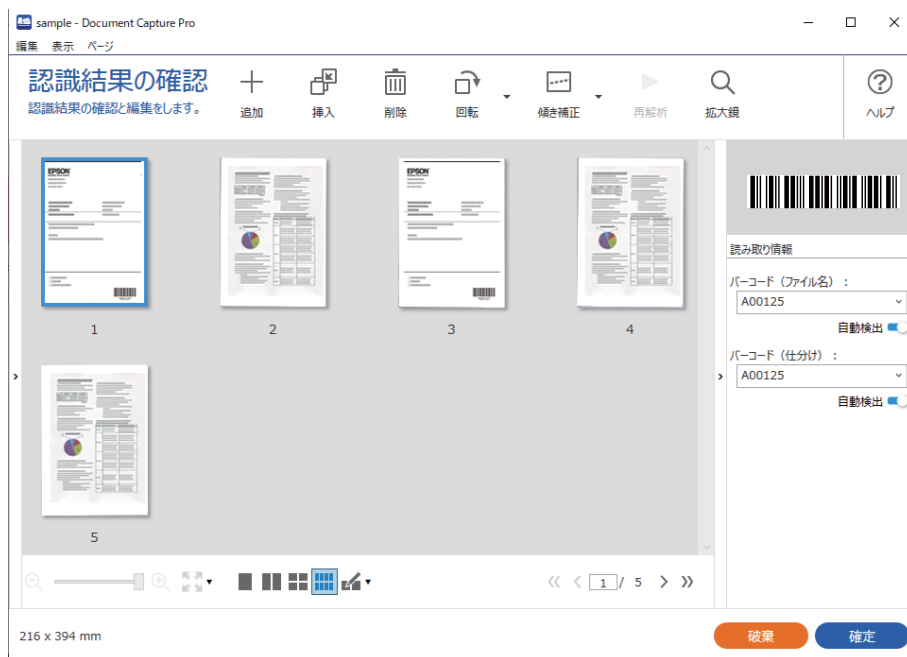 sample - Document Capture Pro
編集 表示 ページ
認識結果の確認
認識結果の確認と編集をします。
追加
挿入
削除
回転
傾き補正
再解析
拡大鏡
ヘルプ
EPSON
EPSON
1
2
3
4
5
読み取り情報
バーコード（ファイル名）：
A00125
自動検出
バーコード（仕分け）：
A00125
自動検出
1 / 5
216 x 394 mm
破棄
確定